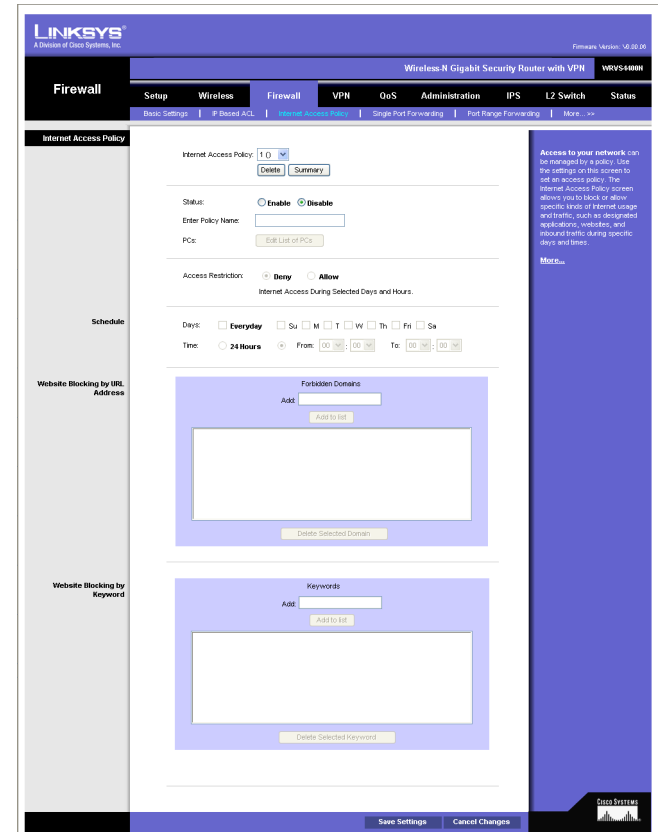 LINKSYS®
A Division of Cisco Systems, Inc.
Firmware Version: V0.00.06
Wireless-N Gigabit Security Router with VPN WRVS4400N
Firewall
Setup Wireless Firewall VPN QoS Administration IPS L2 Switch Status
Basic Settings | IP Based ACL | Internet Access Policy | Single Port Forwarding | Port Range Forwarding | More... >>
Internet Access Policy
Internet Access Policy: 1 ()
Delete Summary
Status: Enable Disable
Enter Policy Name:
PCs: Edit List of PCs
Access Restriction: Deny Allow
Internet Access During Selected Days and Hours.
Schedule
Days: Everyday Su M T W Th Fri Sa
Time: 24 Hours From: 00 : 00 To: 00 : 00
Website Blocking by URL Address
Forbidden Domains
Add:
Add to list
Delete Selected Domain
Website Blocking by Keyword
Keywords
Add:
Add to list
Delete Selected Keyword
Access to your network can
be managed by a policy. Use
the settings on this screen to
set an access policy. The
Internet Access Policy screen
allows you to block or allow
specific kinds of Internet usage
and traffic, such as designated
applications, websites, and
inbound traffic during specific
days and times.
More...
Save Settings Cancel Changes
CISCO SYSTEMS